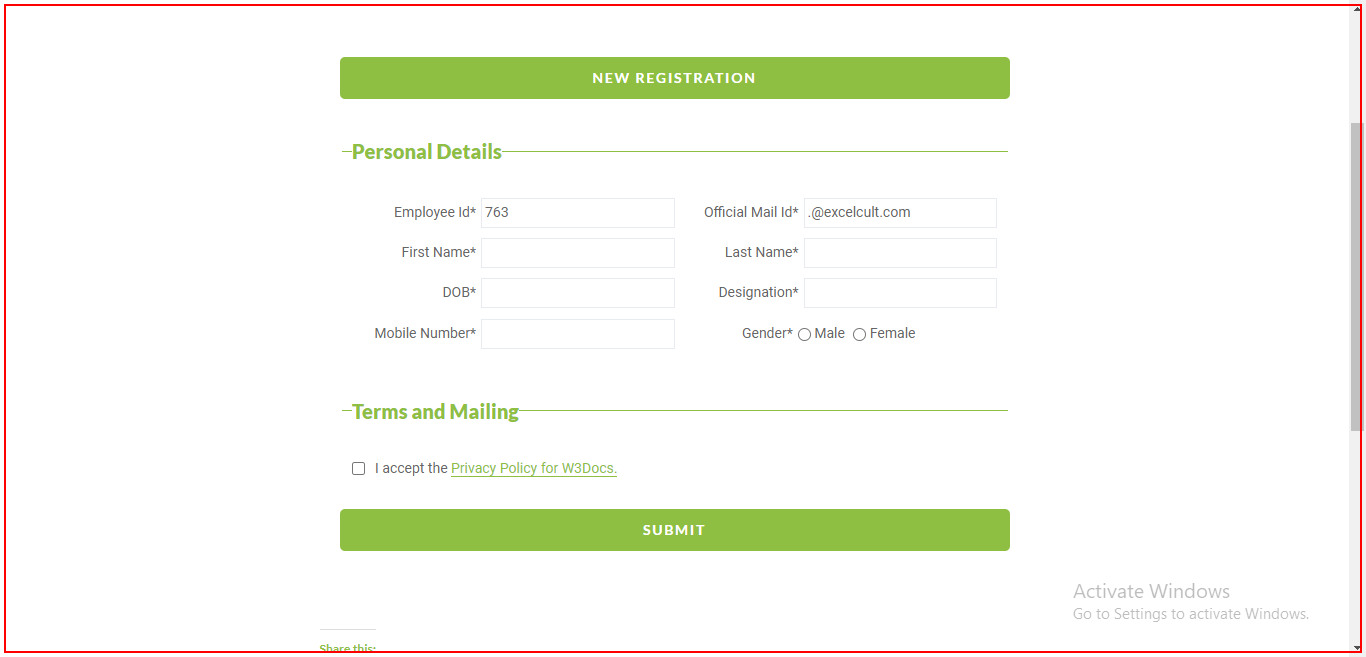 NEW REGISTRATION
Personal Details
Employee Id* 763 Official Mail Id* .@excelcult.com
First Name* Last Name*
DOB* Designation*
Mobile Number* Gender* Male Female
Terms and Mailing
I accept the Privacy Policy for W3Docs.
SUBMIT
Activate Windows
Go to Settings to activate Windows.
Share this: